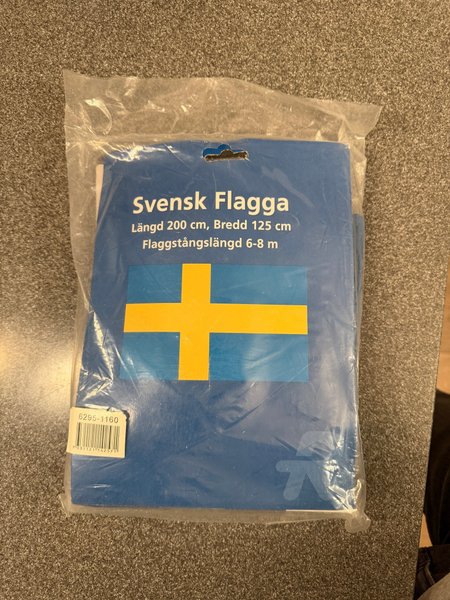 Svensk Flagga
Längd 200 cm, Bredd 125 cm
Flaggstångslängd 6-8 m
6295-1160